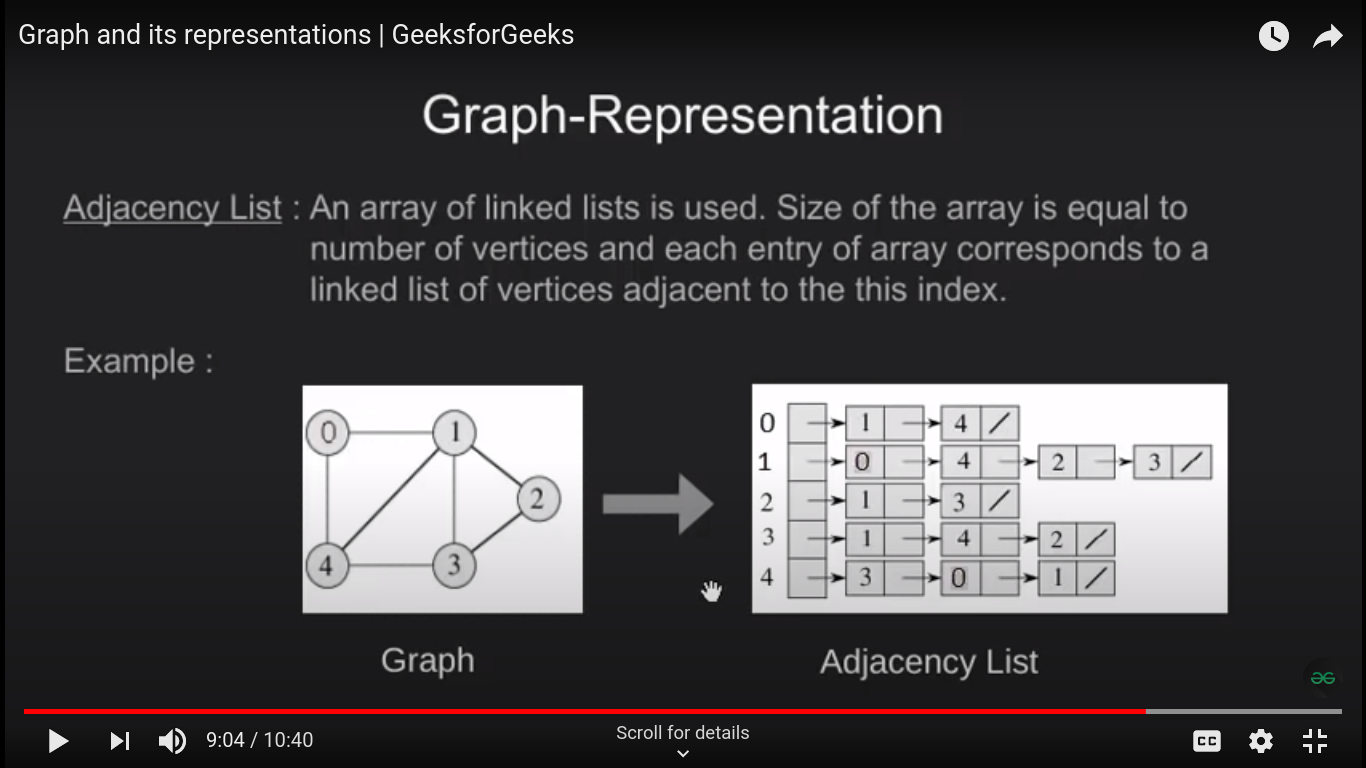 Graph and its representations | GeeksforGeeks
Graph-Representation
Adjacency List : An array of linked lists is used. Size of the array is equal to
number of vertices and each entry of array corresponds to a
linked list of vertices adjacent to the this index.
Example :
0 1
2
4 3
0 1 4
1 0 4 2 3
2 1 3
3 1 4 2
4 3 0 1
Graph
Adjacency List
9:04 / 10:40
Scroll for details
CC